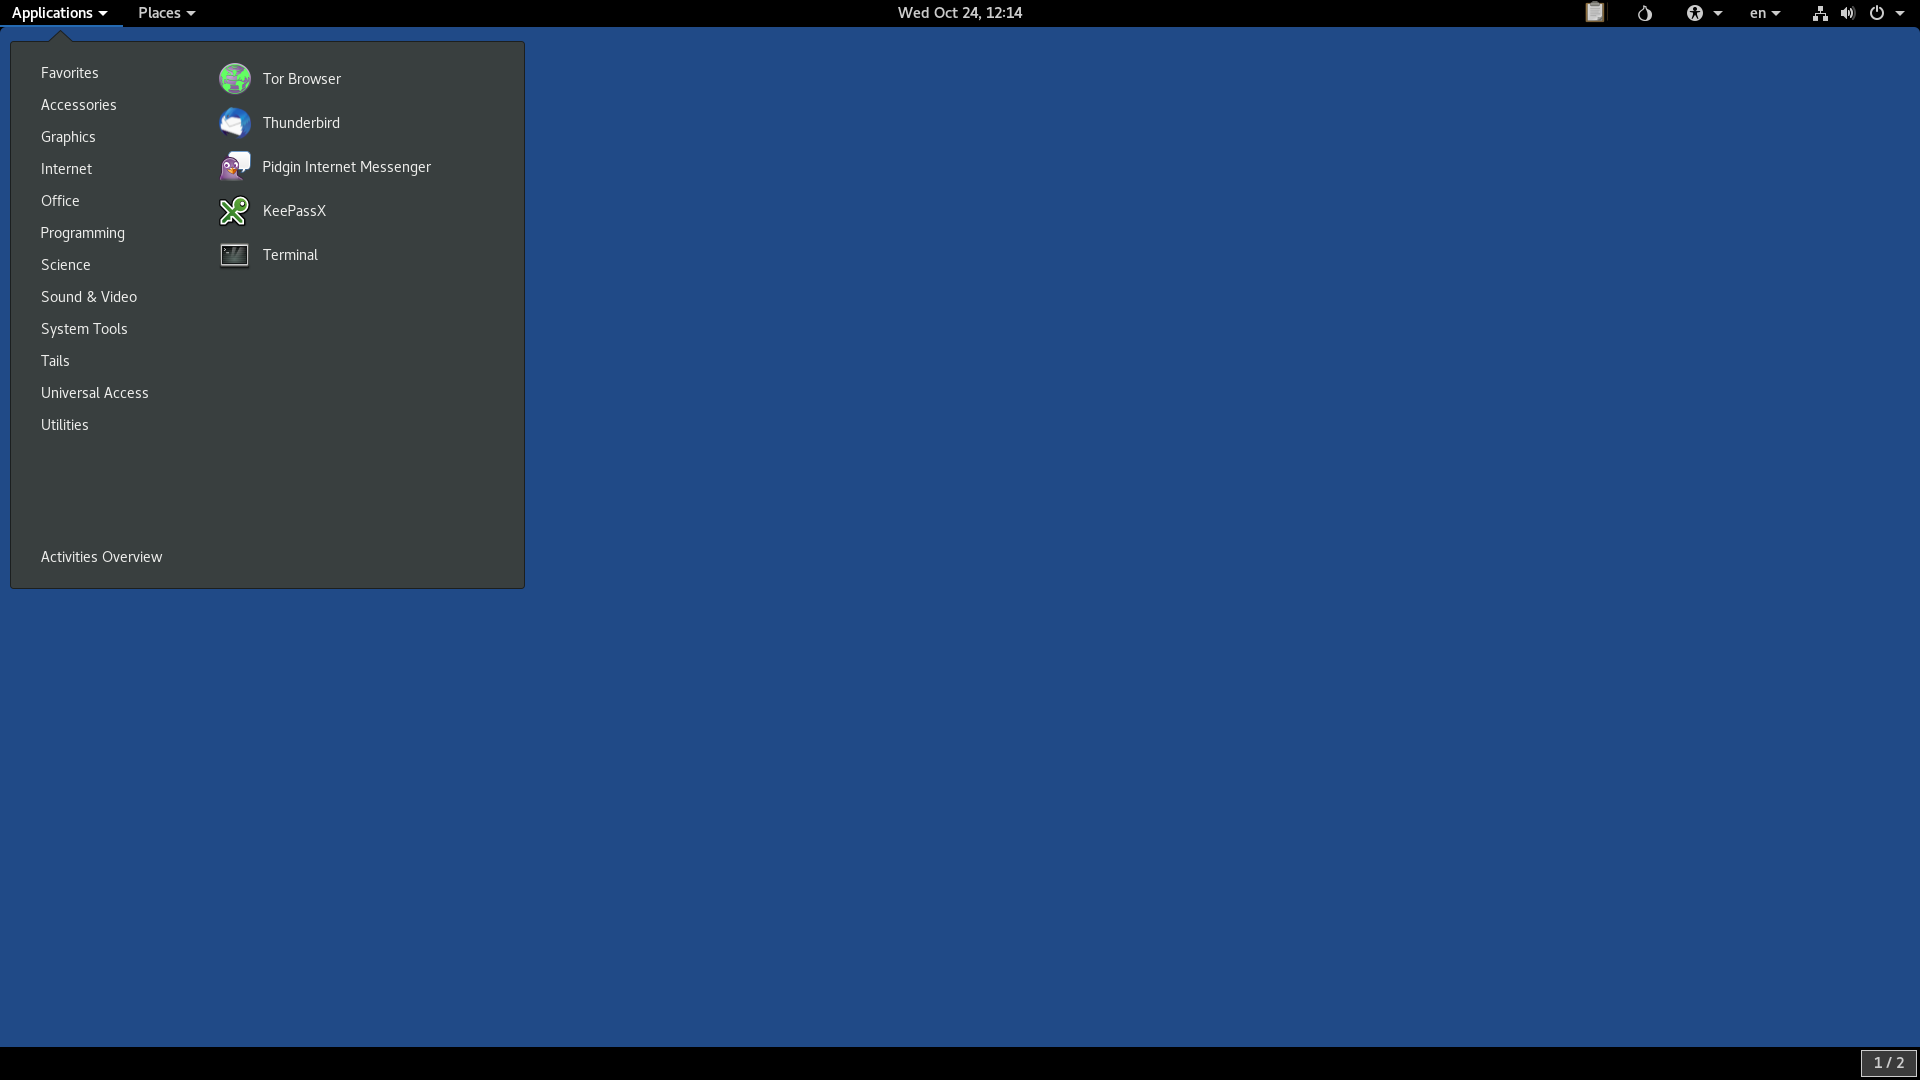 Applications Places Wed Oct 24, 12:14 en
Favorites
Accessories
Graphics
Internet
Office
Programming
Science
Sound & Video
System Tools
Tails
Universal Access
Utilities
Activities Overview
Tor Browser
Thunderbird
Pidgin Internet Messenger
KeePassX
Terminal
1 / 2